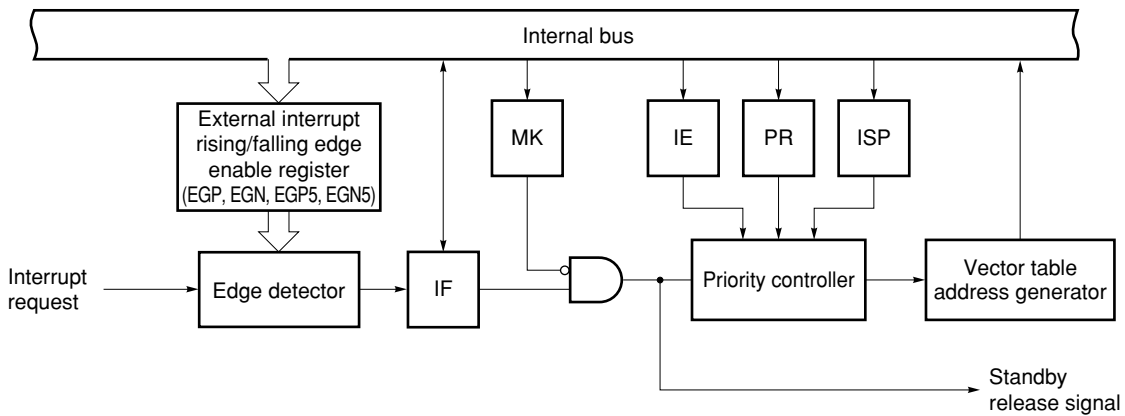 Internal bus
External interrupt
rising/falling edge
enable register
(EGP, EGN, EGP5, EGN5)
MK
IE
PR
ISP
Interrupt
request
Edge detector
IF
Priority controller
Vector table
address generator
Standby
release signal